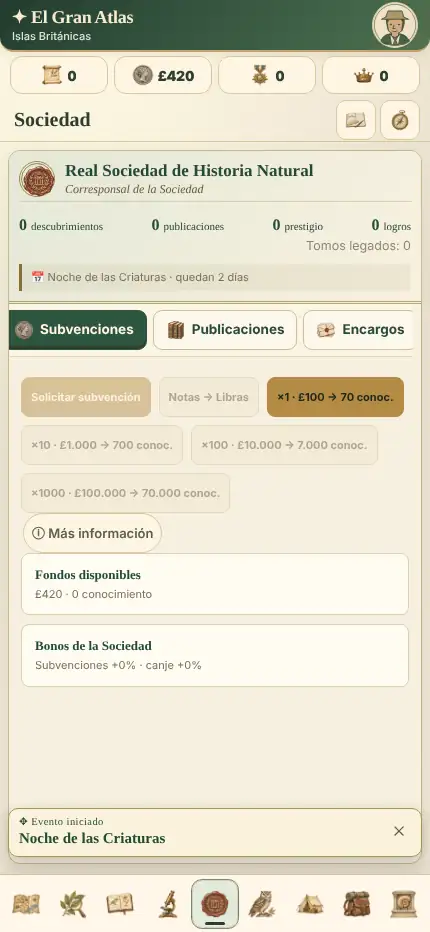 ✦ El Gran Atlas
Islas Británicas
0
£420
0
0
Sociedad
Real Sociedad de Historia Natural
Corresponsal de la Sociedad
0 descubrimientos 0 publicaciones 0 prestigio 0 logros
Tomos legados: 0
📅 Noche de las Criaturas · quedan 2 días
Subvenciones
Publicaciones
Encargos
Solicitar subvención
Notas → Libras
×1 · £100 → 70 conoc.
×10 · £1.000 → 700 conoc.
×100 · £10.000 → 7.000 conoc.
×1000 · £100.000 → 70.000 conoc.
ⓘ Más información
Fondos disponibles
£420 · 0 conocimiento
Bonos de la Sociedad
Subvenciones +0% · canje +0%
✥ Evento iniciado
Noche de las Criaturas
×